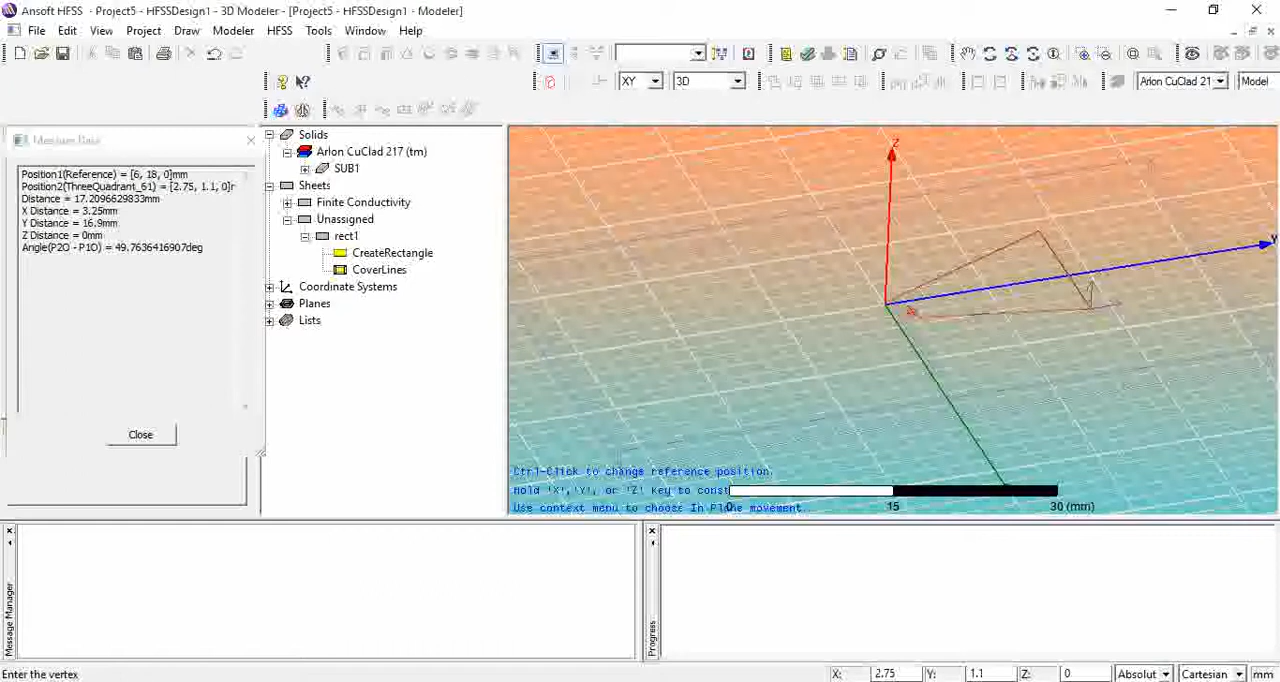 Ansoft HFSS - Project5 - HFSSDesign1 - 3D Modeler - [Project5 - HFSSDesign1 - Modeler]
File Edit View Project Draw Modeler HFSS Tools Window Help
XY 3D Arlon CuClad 21 Model
Measure Data
Position1(Reference) = [6, 18, 0]mm
Position2(ThreeQuadrant_61) = [2.75, 1.1, 0]r
Distance = 17.2096629833mm
X Distance = 3.25mm
Y Distance = 16.9mm
Z Distance = 0mm
Angle(P2O - P1O) = 49.7636416907deg
Close
Solids
Arlon CuClad 217 (tm)
SUB1
Sheets
Finite Conductivity
Unassigned
rect1
CreateRectangle
CoverLines
Coordinate Systems
Planes
Lists
Z
Y
Ctrl-Click to change reference position.
Hold 'X','Y', or 'Z' key to const
Use context menu to choose In Plane movement.
0 15 30 (mm)
Message Manager
Progress
Enter the vertex
X: 2.75 Y: 1.1 Z: 0 Absolut Cartesian mm